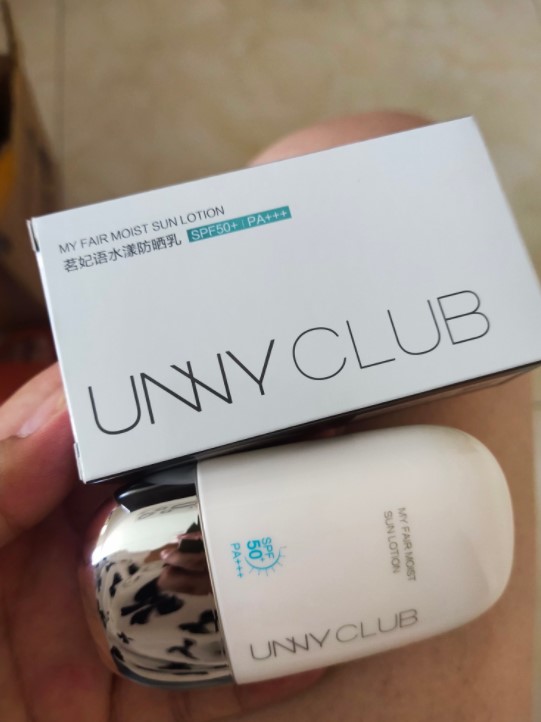 MY FAIR MOIST SUN LOTION
茗妃语水漾防晒乳 SPF50+ | PA+++
UNNY CLUB
MY FAIR MOIST
SUN LOTION
SPF
50+
PA+++
UNNY CLUB